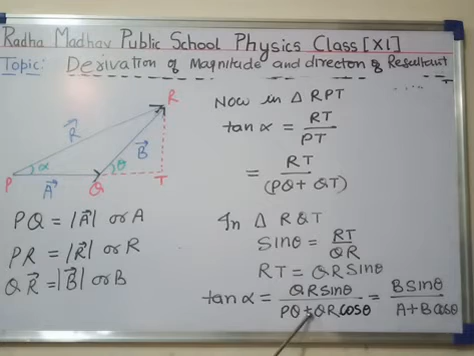 Radha Madhav Public School Physics Class [XI]
Topic: Derivation of Magnitude and directon of Resultant
R
R⃗
B⃗
α
θ
P
A⃗
Q
T
PQ = |A⃗| or A
PR = |R⃗| or R
QR⃗ = |B⃗| or B
Now in △ RPT
tan α = RT/PT
= RT/(PQ + QT)
In △ RQT
Sinθ = RT/QR
RT = QR Sinθ
tan α = QR sinθ/PQ + QR cosθ = B Sinθ/A + B cosθ